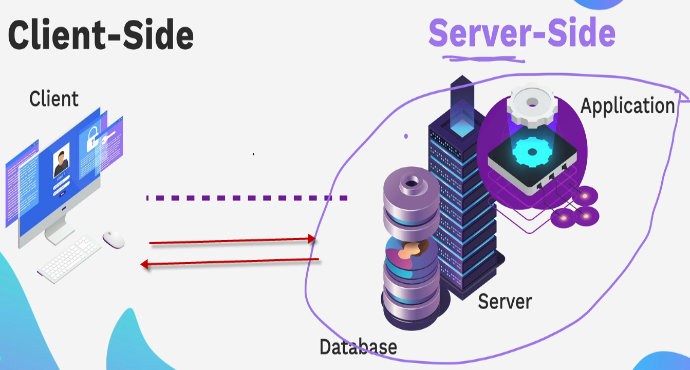 Client-Side
Server-Side
Client
Application
Server
Database